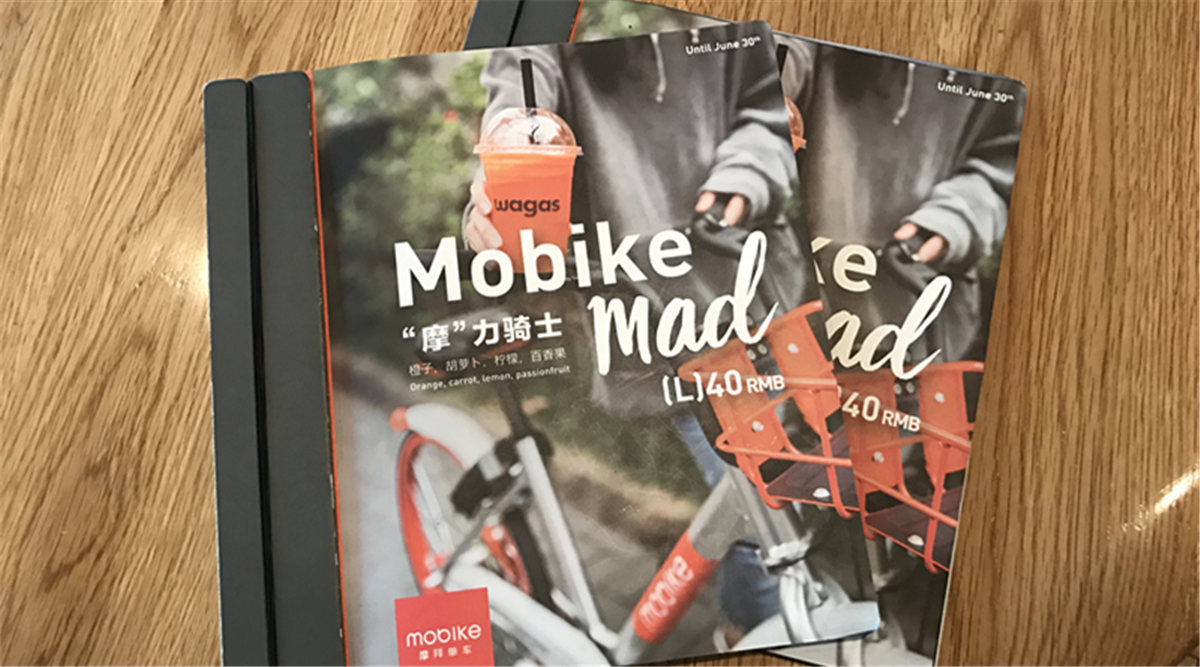 Until June 30th
wagas
Mobike
mad
“摩”力骑士
橙子，胡萝卜，柠檬，百香果
Orange, carrot, lemon, passionfruit
(L)40 RMB
mobike
mobike
摩拜单车
Until June 30th
ke
ad
40 RMB